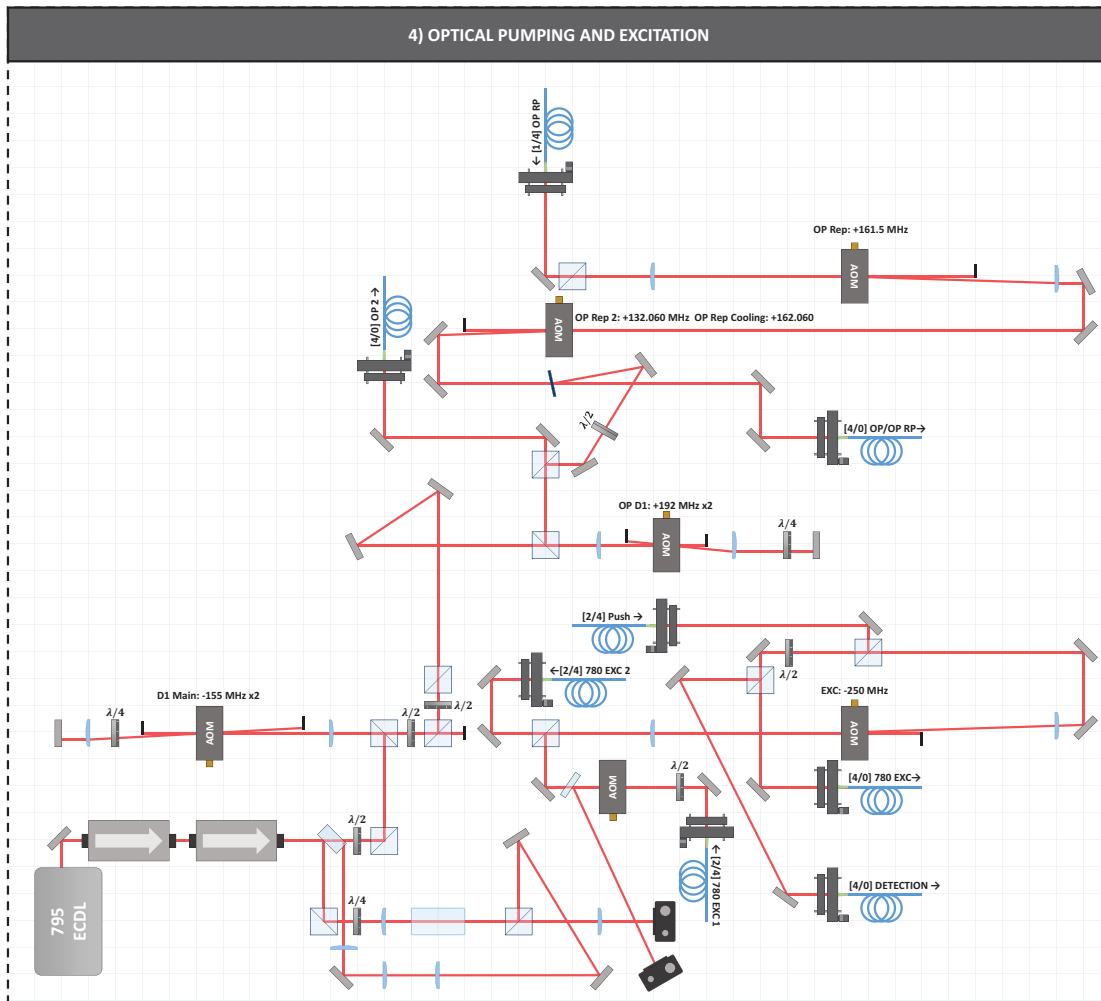 4) OPTICAL PUMPING AND EXCITATION
← [1/4] OP RP
OP Rep: +161.5 MHz
AOM
[4/0] OP 2 →
AOM
OP Rep 2: +132.060 MHz OP Rep Cooling: +162.060
λ/2
[4/0] OP/OP RP→
OP D1: +192 MHz x2
AOM
λ/4
[2/4] Push →
←[2/4] 780 EXC 2
λ/2
EXC: -250 MHz
AOM
D1 Main: -155 MHz x2
λ/4
AOM
λ/2
λ/2
AOM
λ/2
[4/0] 780 EXC→
λ/2
← [2/4] 780 EXC 1
795
ECDL
λ/4
[4/0] DETECTION →